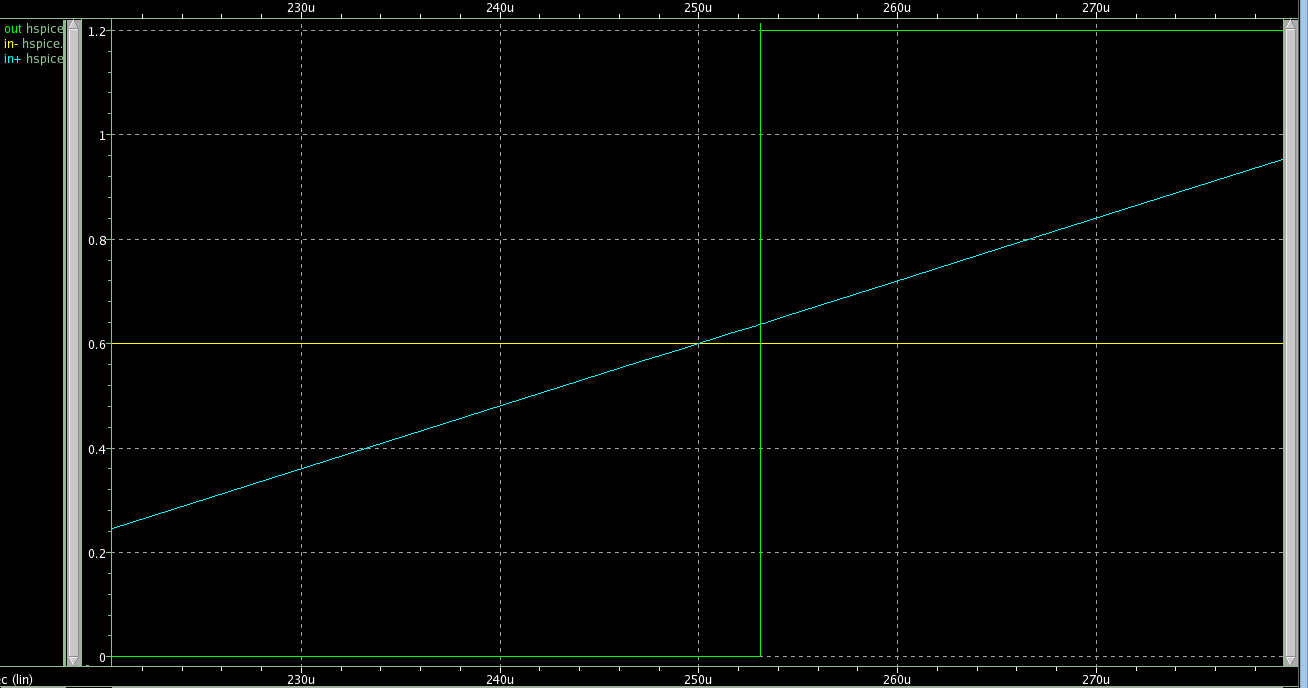 230u 240u 250u 260u 270u
out hspice
in- hspice.
in+ hspice
1.2
1
0.8
0.6
0.4
0.2
0
c (lin) 230u 240u 250u 260u 270u